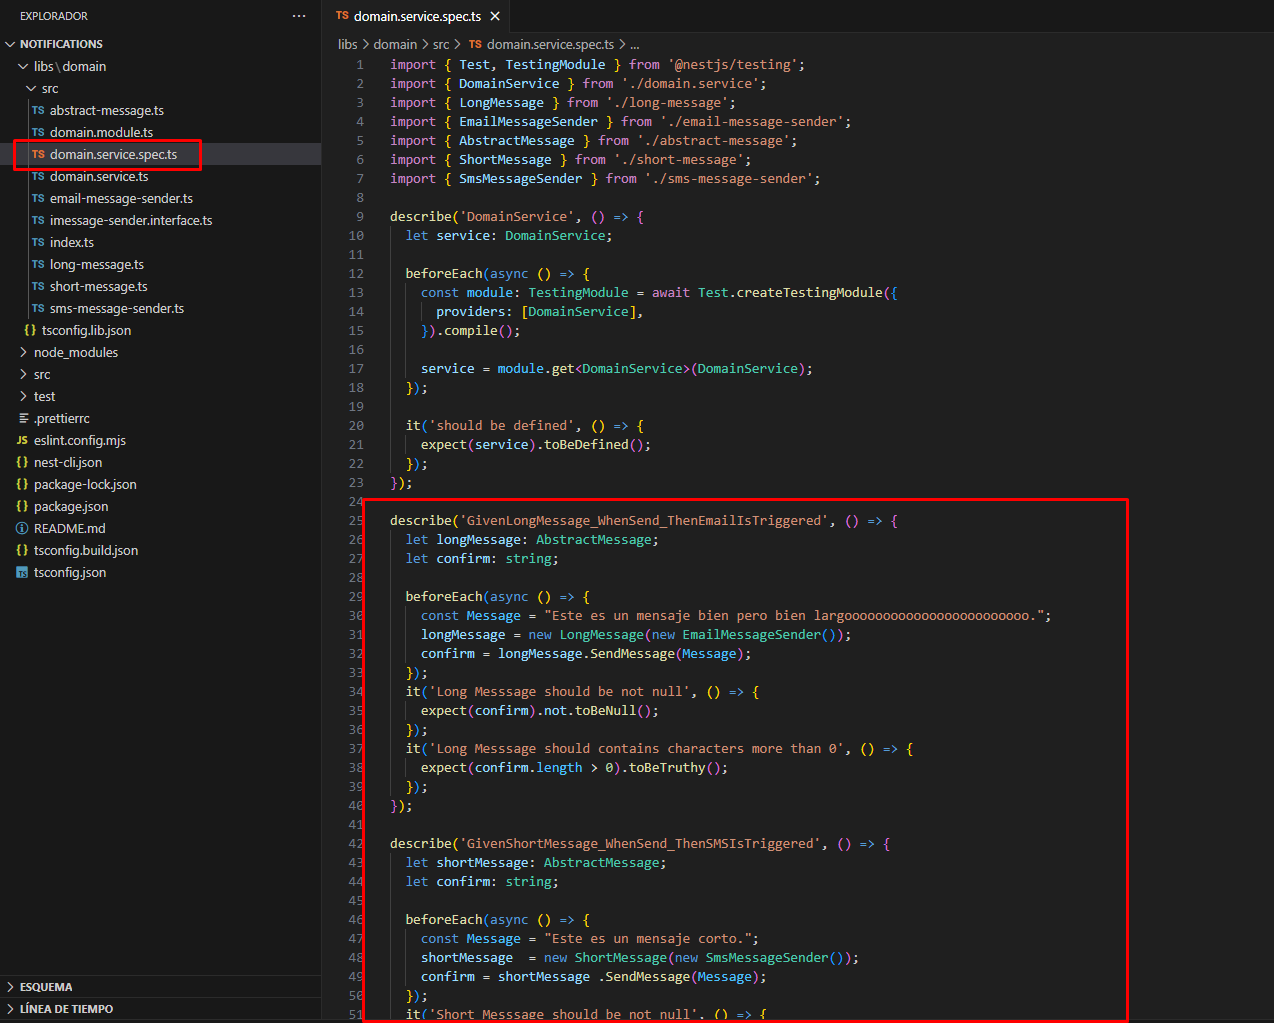 EXPLORADOR
NOTIFICATIONS
libs\domain
src
abstract-message.ts
domain.module.ts
domain.service.spec.ts
domain.service.ts
email-message-sender.ts
imessage-sender.interface.ts
index.ts
long-message.ts
short-message.ts
sms-message-sender.ts
tsconfig.lib.json
node_modules
src
test
.prettierrc
eslint.config.mjs
nest-cli.json
package-lock.json
package.json
README.md
tsconfig.build.json
tsconfig.json
ESQUEMA
LÍNEA DE TIEMPO
TS domain.service.spec.ts
libs > domain > src > TS domain.service.spec.ts > ...
1 import { Test, TestingModule } from '@nestjs/testing';
2 import { DomainService } from './domain.service';
3 import { LongMessage } from './long-message';
4 import { EmailMessageSender } from './email-message-sender';
5 import { AbstractMessage } from './abstract-message';
6 import { ShortMessage } from './short-message';
7 import { SmsMessageSender } from './sms-message-sender';
8
9 describe('DomainService', () => {
10 let service: DomainService;
11
12 beforeEach(async () => {
13 const module: TestingModule = await Test.createTestingModule({
14 providers: [DomainService],
15 }).compile();
16
17 service = module.get<DomainService>(DomainService);
18 });
19
20 it('should be defined', () => {
21 expect(service).toBeDefined();
22 });
23 });
24
25 describe('GivenLongMessage_WhenSend_ThenEmailIsTriggered', () => {
26 let longMessage: AbstractMessage;
27 let confirm: string;
28
29 beforeEach(async () => {
30 const Message = "Este es un mensaje bien pero bien largoooooooooooooooooooooooo.";
31 longMessage = new LongMessage(new EmailMessageSender());
32 confirm = longMessage.SendMessage(Message);
33 });
34 it('Long Messsage should be not null', () => {
35 expect(confirm).not.toBeNull();
36 });
37 it('Long Messsage should contains characters more than 0', () => {
38 expect(confirm.length > 0).toBeTruthy();
39 });
40 });
41
42 describe('GivenShortMessage_WhenSend_ThenSMSIsTriggered', () => {
43 let shortMessage: AbstractMessage;
44 let confirm: string;
45
46 beforeEach(async () => {
47 const Message = "Este es un mensaje corto.";
48 shortMessage  = new ShortMessage(new SmsMessageSender());
49 confirm = shortMessage .SendMessage(Message);
50 });
51 it('Short Messsage should be not null', () => {